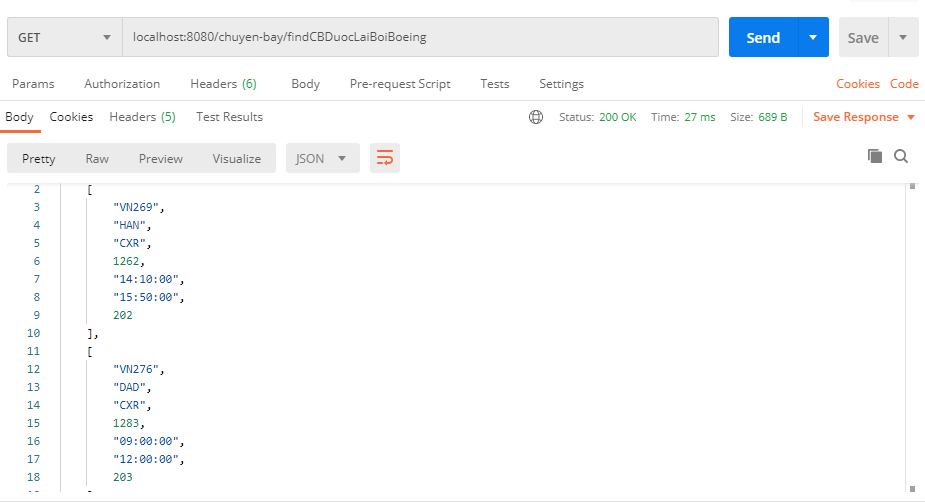 GET localhost:8080/chuyen-bay/findCBDuocLaiBoiBoeing Send Save
Params Authorization Headers (6) Body Pre-request Script Tests Settings Cookies Code
Body Cookies Headers (5) Test Results Status: 200 OK Time: 27 ms Size: 689 B Save Response
Pretty Raw Preview Visualize JSON
2 [
3 "VN269",
4 "HAN",
5 "CXR",
6 1262,
7 "14:10:00",
8 "15:50:00",
9 202
10 ],
11 [
12 "VN276",
13 "DAD",
14 "CXR",
15 1283,
16 "09:00:00",
17 "12:00:00",
18 203